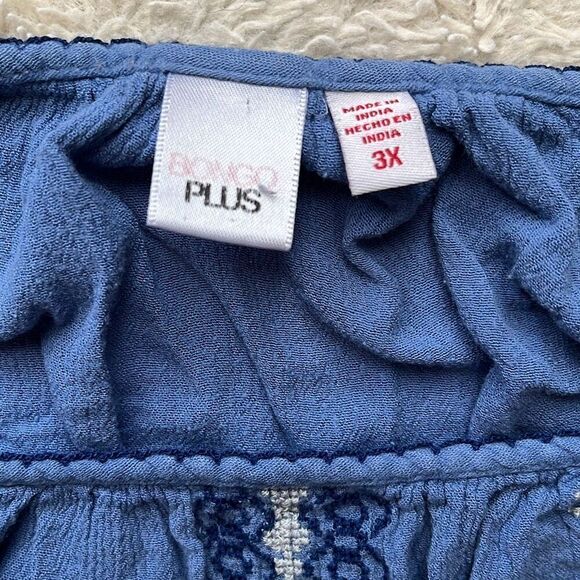 BONGO
PLUS
MADE IN
INDIA
HECHO EN
INDIA
3X